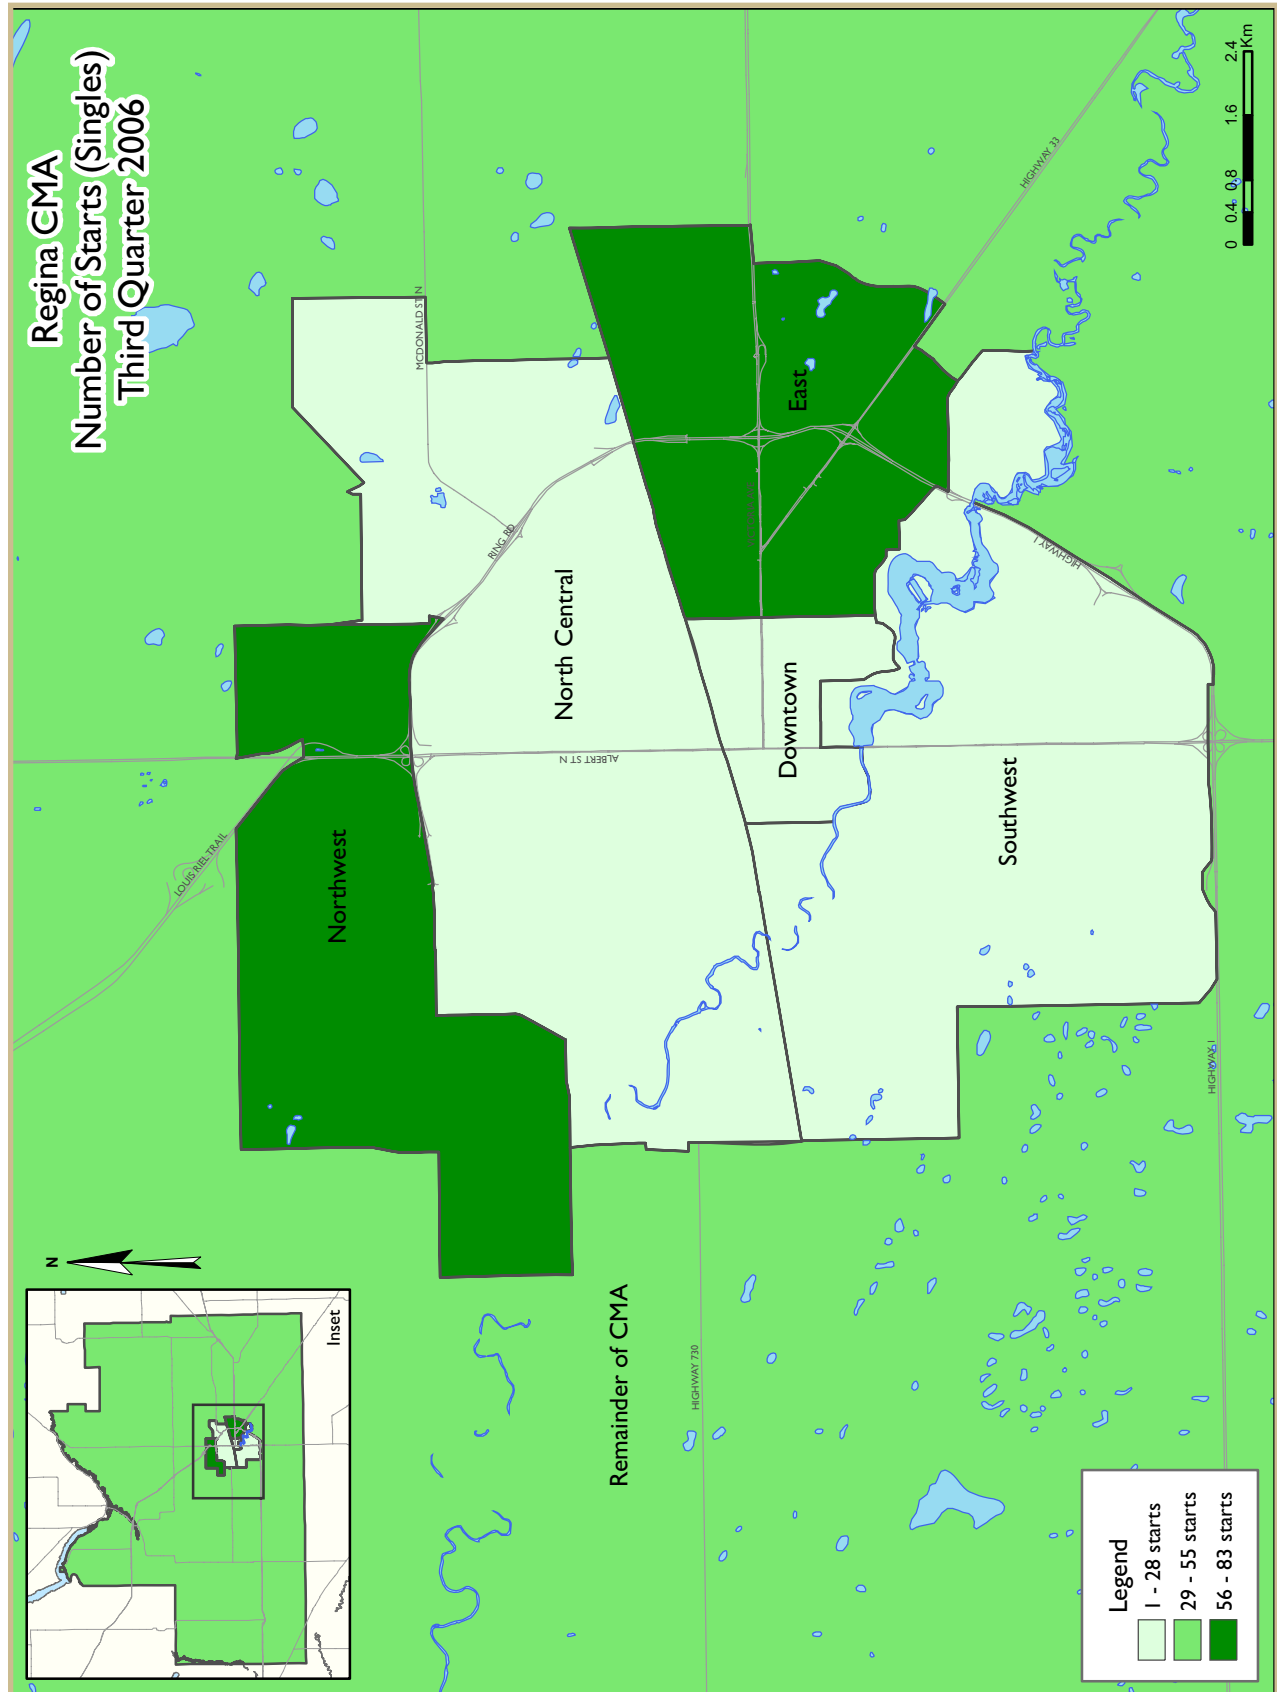 Regina CMA
Number of Starts (Singles)
Third Quarter 2006
N
Inset
LOUIS RIEL TRAIL
MCDONALD ST N
Northwest
RING RD
North Central
ALBERT ST N
Remainder of CMA
HIGHWAY 730
Downtown
East
HIGHWAY 33
Southwest
HIGHWAY 1
HIGHWAY 1
Legend
1 - 28 starts
29 - 55 starts
56 - 83 starts
0 0.4 0.8 1.6 2.4
Km